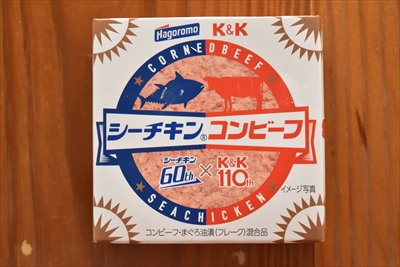 Hagoromo K&K
CORNEDBEEF
シーチキン®コンビーフ
シーチキン 60th × K&K 110th
イメージ写真
SEACHICKEN
コンビーフ・まぐろ油漬(フレーク)混合品